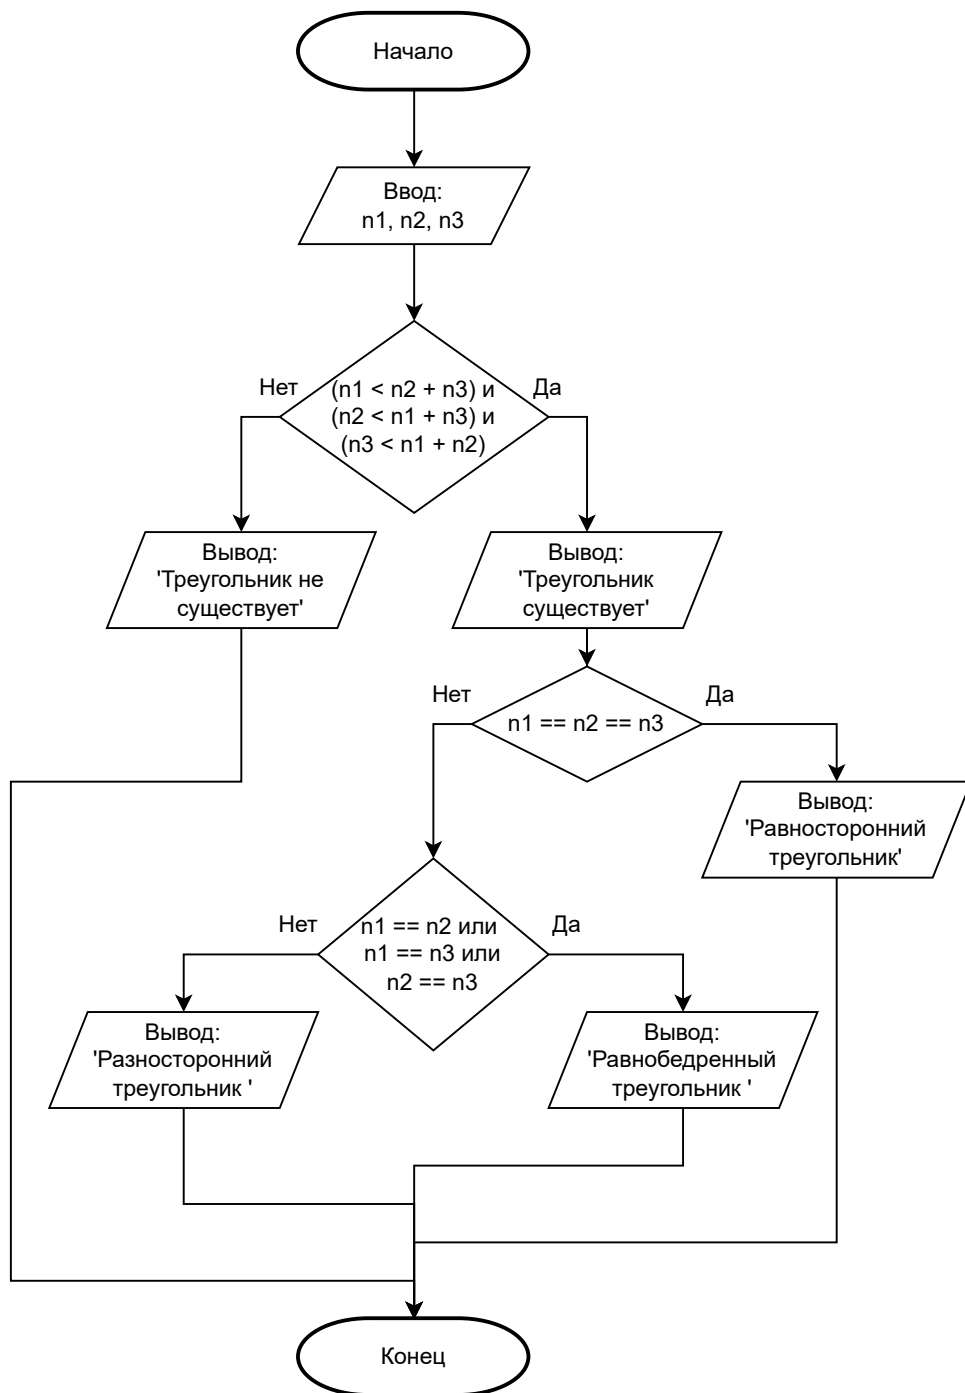 Начало
Ввод:
n1, n2, n3
Нет
Да
(n1 < n2 + n3) и
(n2 < n1 + n3) и
(n3 < n1 + n2)
Вывод:
'Треугольник не
существует'
Вывод:
'Треугольник
существует'
Нет
Да
n1 == n2 == n3
Вывод:
'Равносторонний
треугольник'
Нет
Да
n1 == n2 или
n1 == n3 или
n2 == n3
Вывод:
'Разносторонний
треугольник '
Вывод:
'Равнобедренный
треугольник '
Конец